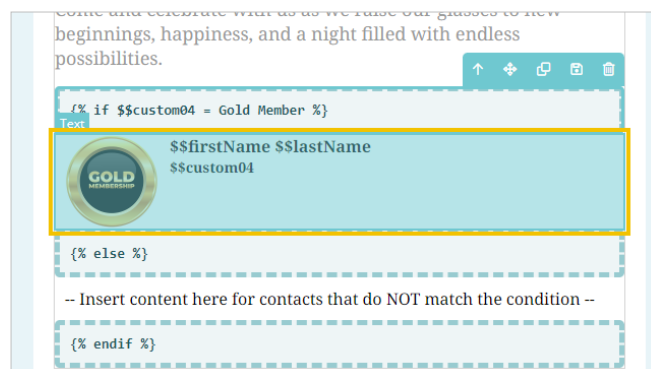 Come and celebrate with us as we raise our glasses to new
beginnings, happiness, and a night filled with endless
possibilities.
{% if $$custom04 = Gold Member %}
Text
$$firstName $$lastName
$$custom04
GOLD
MEMBERSHIP
{% else %}
-- Insert content here for contacts that do NOT match the condition --
{% endif %}